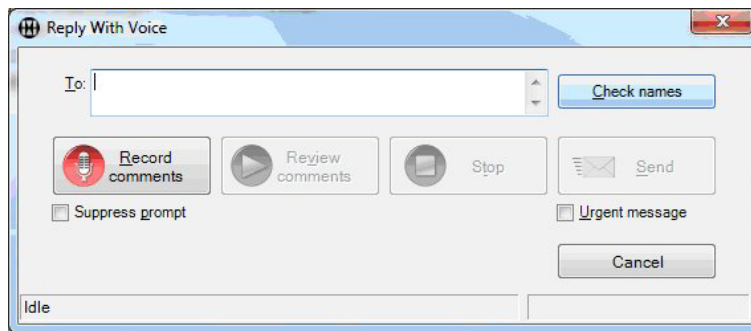 Reply With Voice
To:
Check names
Record comments
Review comments
Stop
Send
Suppress prompt
Urgent message
Cancel
Idle